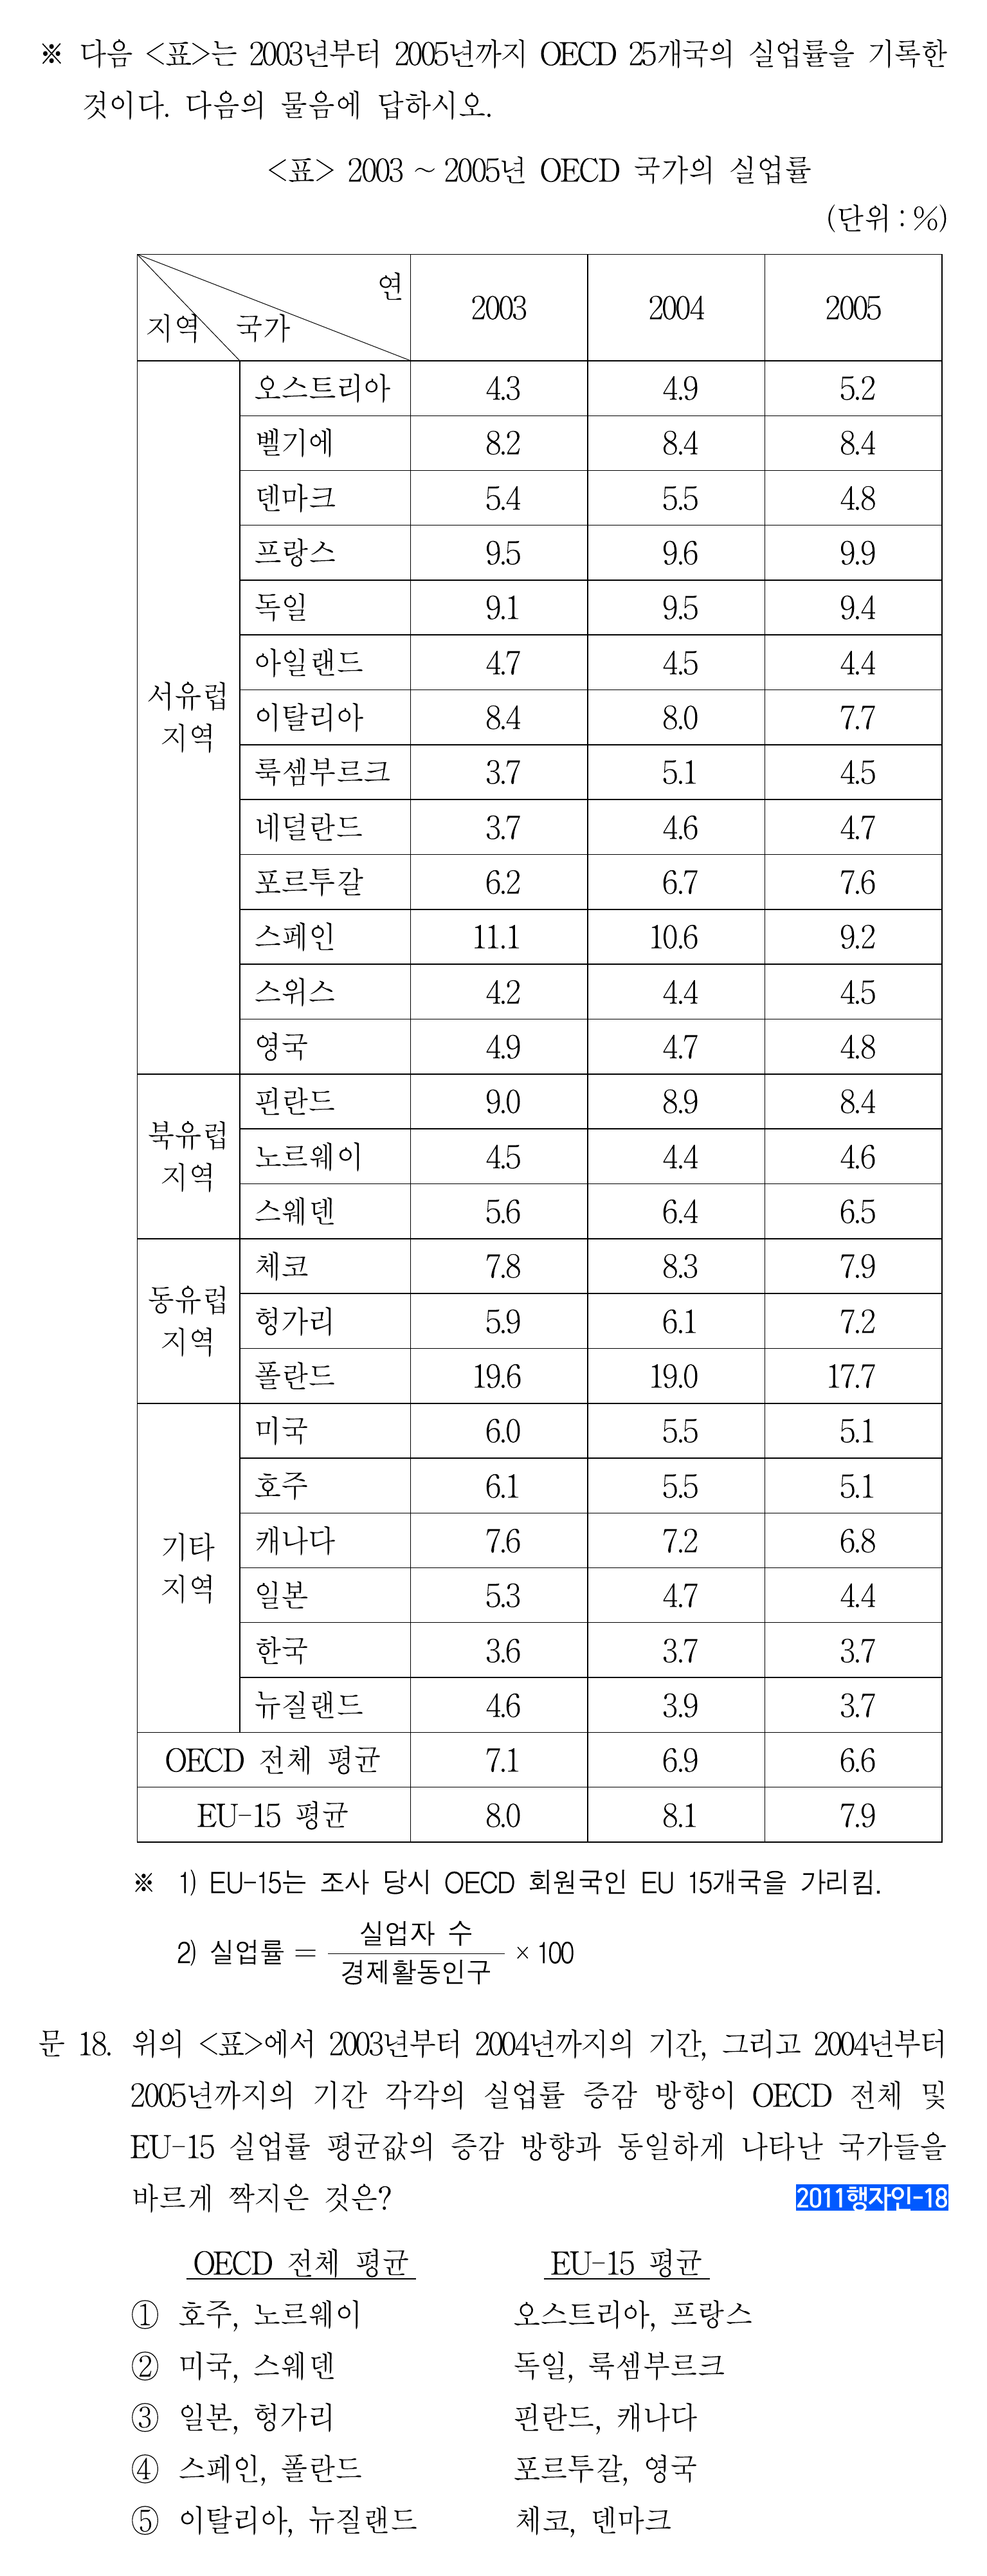 ※ 다음 <표>는 2003년부터 2005년까지 OECD 25개국의 실업률을 기록한
것이다. 다음의 물음에 답하시오.
<표> 2003 ~ 2005년 OECD 국가의 실업률
(단위 : %)
연
지역 국가 2003 2004 2005
오스트리아 4.3 4.9 5.2
벨기에 8.2 8.4 8.4
덴마크 5.4 5.5 4.8
프랑스 9.5 9.6 9.9
독일 9.1 9.5 9.4
아일랜드 4.7 4.5 4.4
서유럽
지역
이탈리아 8.4 8.0 7.7
룩셈부르크 3.7 5.1 4.5
네덜란드 3.7 4.6 4.7
포르투갈 6.2 6.7 7.6
스페인 11.1 10.6 9.2
스위스 4.2 4.4 4.5
영국 4.9 4.7 4.8
핀란드 9.0 8.9 8.4
북유럽
지역
노르웨이 4.5 4.4 4.6
스웨덴 5.6 6.4 6.5
체코 7.8 8.3 7.9
동유럽
지역
헝가리 5.9 6.1 7.2
폴란드 19.6 19.0 17.7
미국 6.0 5.5 5.1
호주 6.1 5.5 5.1
캐나다 7.6 7.2 6.8
기타
지역
일본 5.3 4.7 4.4
한국 3.6 3.7 3.7
뉴질랜드 4.6 3.9 3.7
OECD 전체 평균 7.1 6.9 6.6
EU-15 평균 8.0 8.1 7.9
※ 1) EU-15는 조사 당시 OECD 회원국인 EU 15개국을 가리킴.
2) 실업률 = 실업자 수 / 경제활동인구 × 100
문 18. 위의 <표>에서 2003년부터 2004년까지의 기간, 그리고 2004년부터
2005년까지의 기간 각각의 실업률 증감 방향이 OECD 전체 및
EU-15 실업률 평균값의 증감 방향과 동일하게 나타난 국가들을
바르게 짝지은 것은? 2011행자인-18
OECD 전체 평균 EU-15 평균
① 호주, 노르웨이 오스트리아, 프랑스
② 미국, 스웨덴 독일, 룩셈부르크
③ 일본, 헝가리 핀란드, 캐나다
④ 스페인, 폴란드 포르투갈, 영국
⑤ 이탈리아, 뉴질랜드 체코, 덴마크